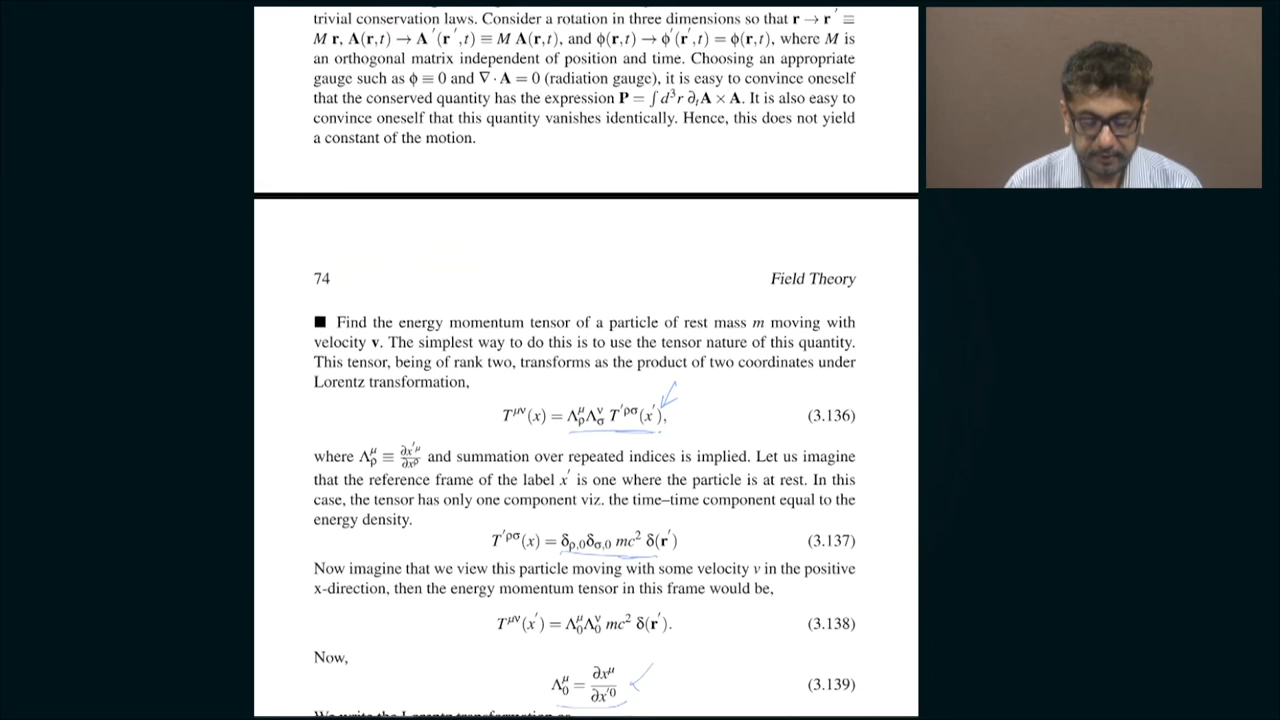 trivial conservation laws. Consider a rotation in three dimensions so that r → r′ ≡
M r, A(r,t) → A′(r′,t) ≡ M A(r,t), and ϕ(r,t) → ϕ′(r′,t) = ϕ(r,t), where M is
an orthogonal matrix independent of position and time. Choosing an appropriate
gauge such as ϕ ≡ 0 and ∇ · A = 0 (radiation gauge), it is easy to convince oneself
that the conserved quantity has the expression P = ∫ d³r ∂ₜA × A. It is also easy to
convince oneself that this quantity vanishes identically. Hence, this does not yield
a constant of the motion.
74 Field Theory
■ Find the energy momentum tensor of a particle of rest mass m moving with
velocity v. The simplest way to do this is to use the tensor nature of this quantity.
This tensor, being of rank two, transforms as the product of two coordinates under
Lorentz transformation,
T^{μν}(x) = Λ^μ_ρ Λ^ν_σ T′^{ρσ}(x′), (3.136)
where Λ^μ_ρ ≡ ∂x′^μ/∂x^ρ and summation over repeated indices is implied. Let us imagine
that the reference frame of the label x′ is one where the particle is at rest. In this
case, the tensor has only one component viz. the time–time component equal to the
energy density.
T′^{ρσ}(x) = δ_{ρ,0}δ_{σ,0} mc² δ(r′) (3.137)
Now imagine that we view this particle moving with some velocity v in the positive
x-direction, then the energy momentum tensor in this frame would be,
T^{μν}(x′) = Λ^μ_0 Λ^ν_0 mc² δ(r′). (3.138)
Now,
Λ^μ_0 = ∂x^μ/∂x′^0 (3.139)